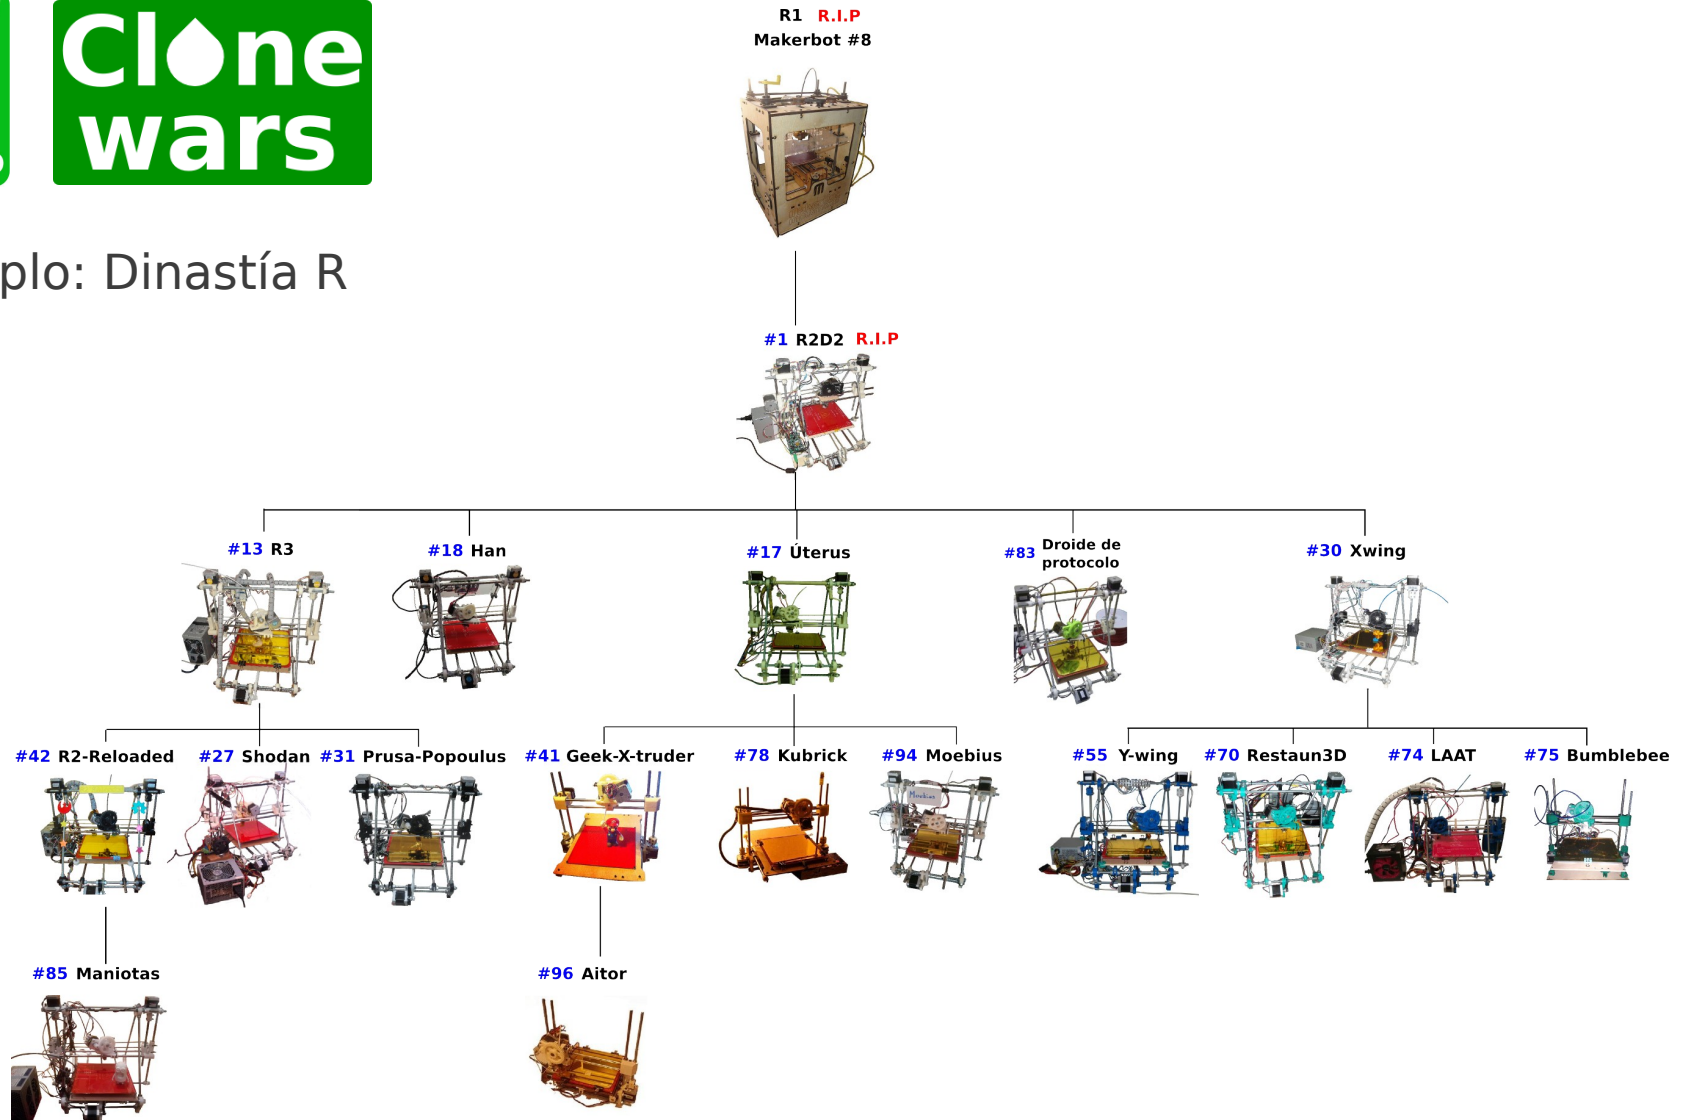 Clone
wars
plo: Dinastía R
R1 R.I.P
Makerbot #8
#1 R2D2 R.I.P
#13 R3
#18 Han
#17 Úterus
#83 Droide de
protocolo
#30 Xwing
#42 R2-Reloaded
#27 Shodan
#31 Prusa-Popoulus
#41 Geek-X-truder
#78 Kubrick
#94 Moebius
#55 Y-wing
#70 Restaun3D
#74 LAAT
#75 Bumblebee
Moebius
#85 Maniotas
#96 Aitor